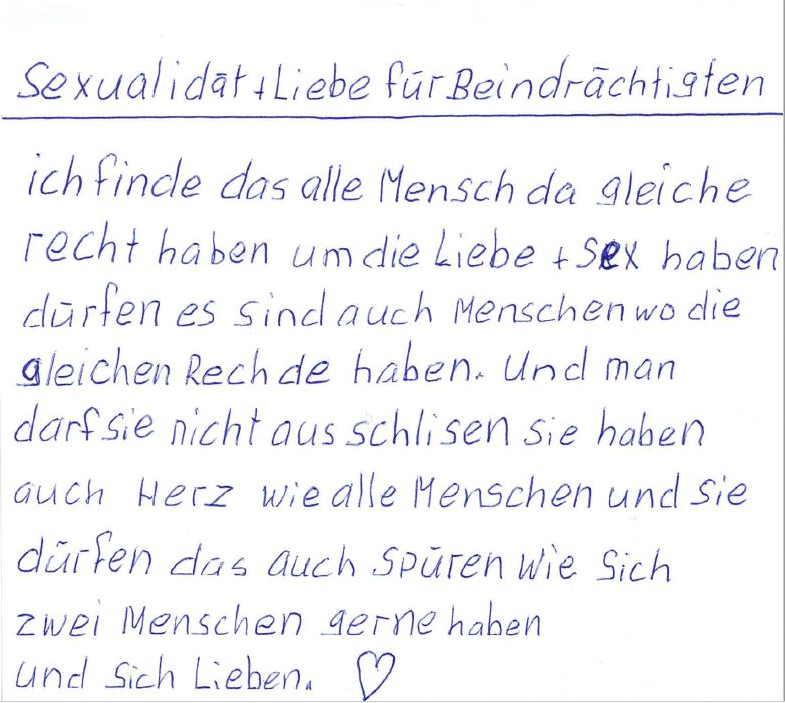 Sexualidät + Liebe für Beindrächtigten
ich finde das alle Mensch da gleiche
recht haben um die Liebe + Sex haben
dürfen es sind auch Menschen wo die
gleichen Rechde haben. Und man
darf sie nicht aus schlisen sie haben
auch Herz wie alle Menschen und sie
dürfen das auch spüren wie sich
zwei Menschen gerne haben
und sich Lieben. ♡